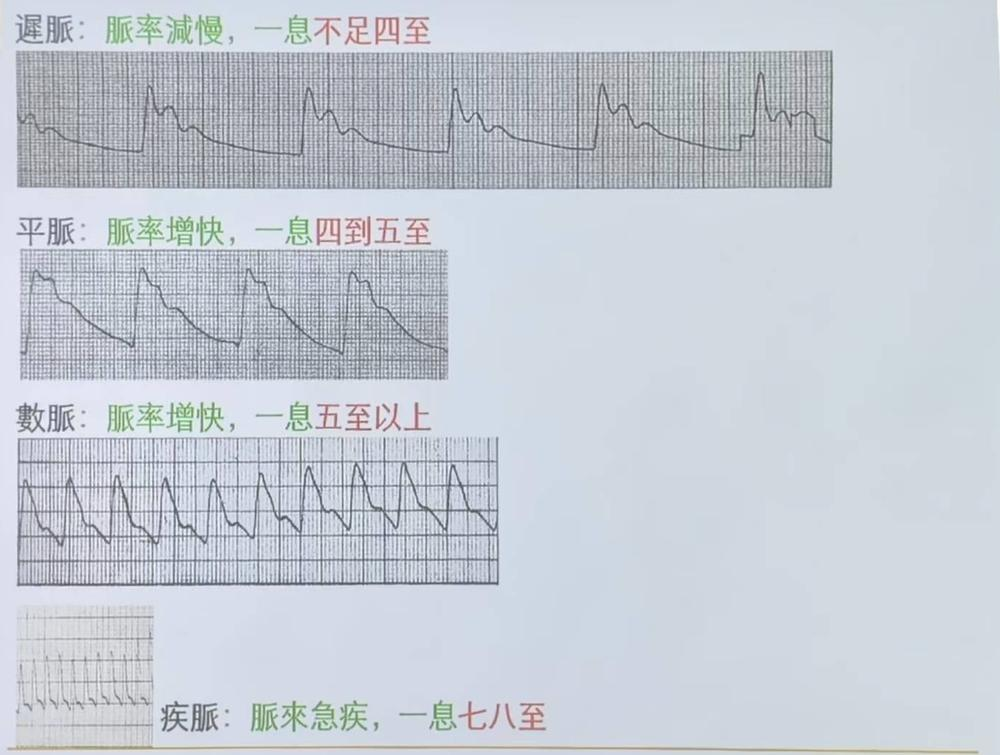 遲脈：脈率減慢，一息不足四至
平脈：脈率增快，一息四到五至
數脈：脈率增快，一息五至以上
疾脈：脈來急疾，一息七八至